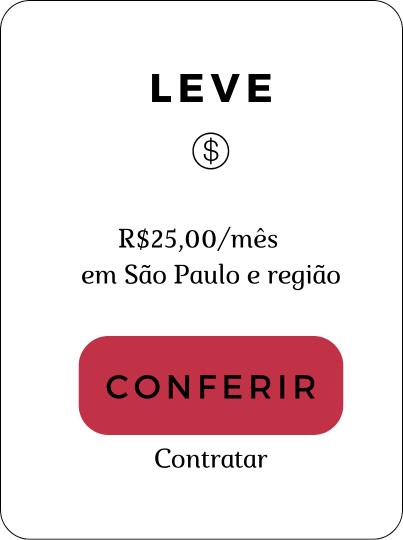 LEVE
$
R$25,00/mês
em São Paulo e região
CONFERIR
Contratar